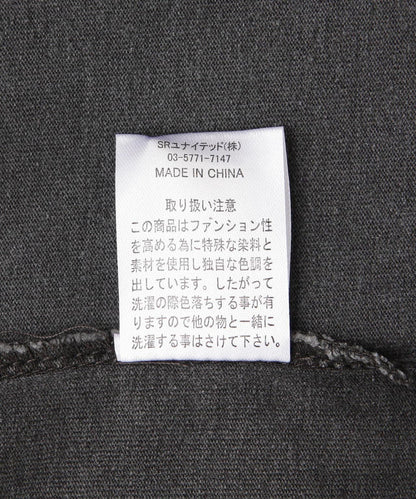 SRユナイテッド(株)
03-5771-7147
MADE IN CHINA
取り扱い注意
この商品はファンション性
を高める為に特殊な染料と
素材を使用し独自な色調を
出しています。したがって
洗濯の際色落ちする事が有
りますので他の物と一緒に
洗濯する事はさけて下さい。